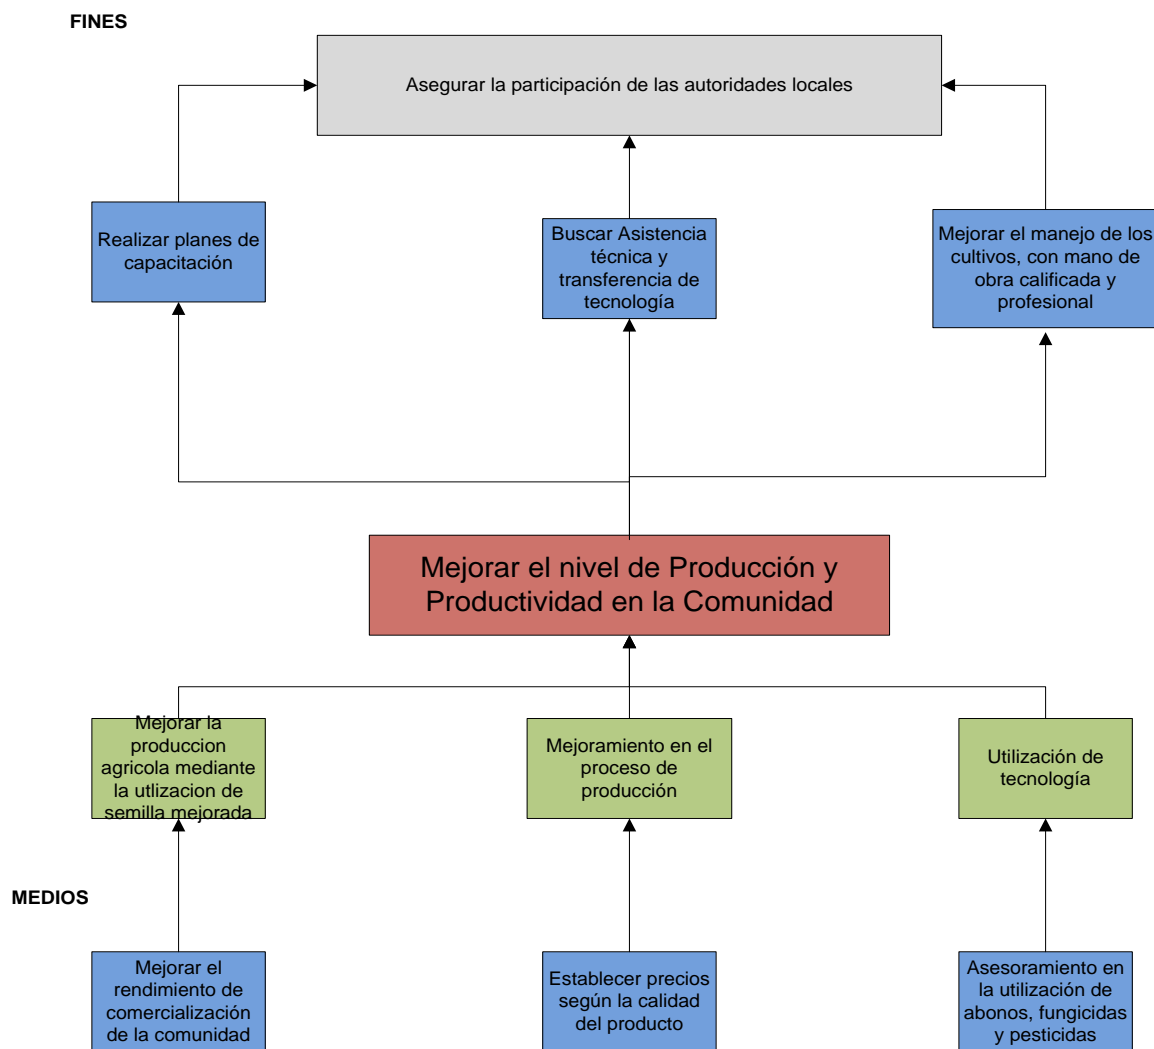 FINES
Asegurar la participación de las autoridades locales
Realizar planes de
capacitación
Buscar Asistencia
técnica y
transferencia de
tecnología
Mejorar el manejo de los
cultivos, con mano de
obra calificada y
profesional
Mejorar el nivel de Producción y
Productividad en la Comunidad
Mejorar la
produccion
agricola mediante
la utlizacion de
semilla mejorada
Mejoramiento en el
proceso de
producción
Utilización de
tecnología
MEDIOS
Mejorar el
rendimiento de
comercialización
de la comunidad
Establecer precios
según la calidad
del producto
Asesoramiento en
la utilización de
abonos, fungicidas
y pesticidas